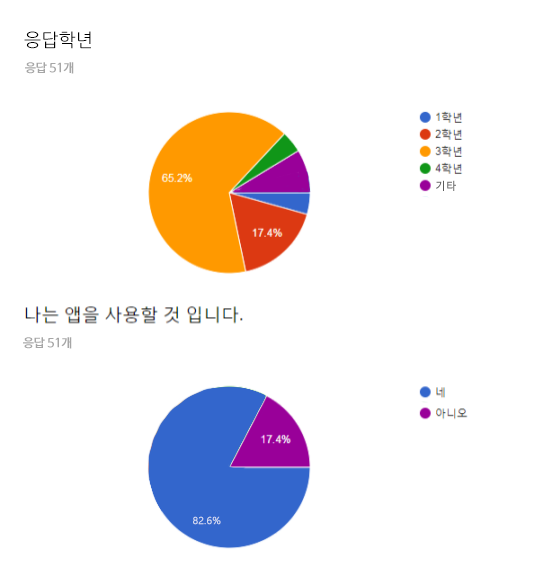 응답학년
응답 51개
1학년
2학년
3학년
4학년
기타
65.2%
17.4%
나는 앱을 사용할 것 입니다.
응답 51개
네
아니오
17.4%
82.6%